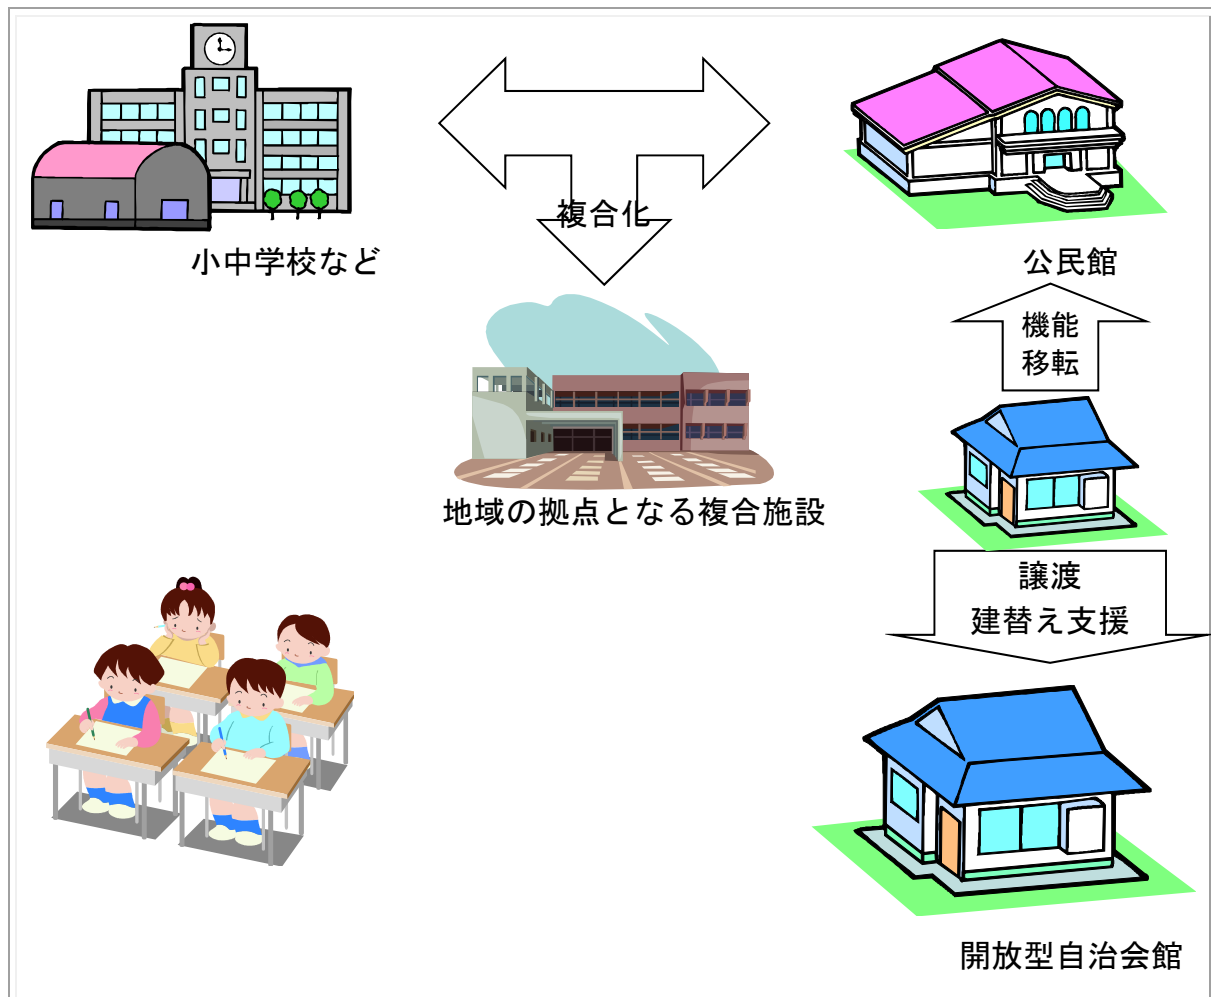 複合化
小中学校など
公民館
機能
移転
地域の拠点となる複合施設
譲渡
建替え支援
開放型自治会館